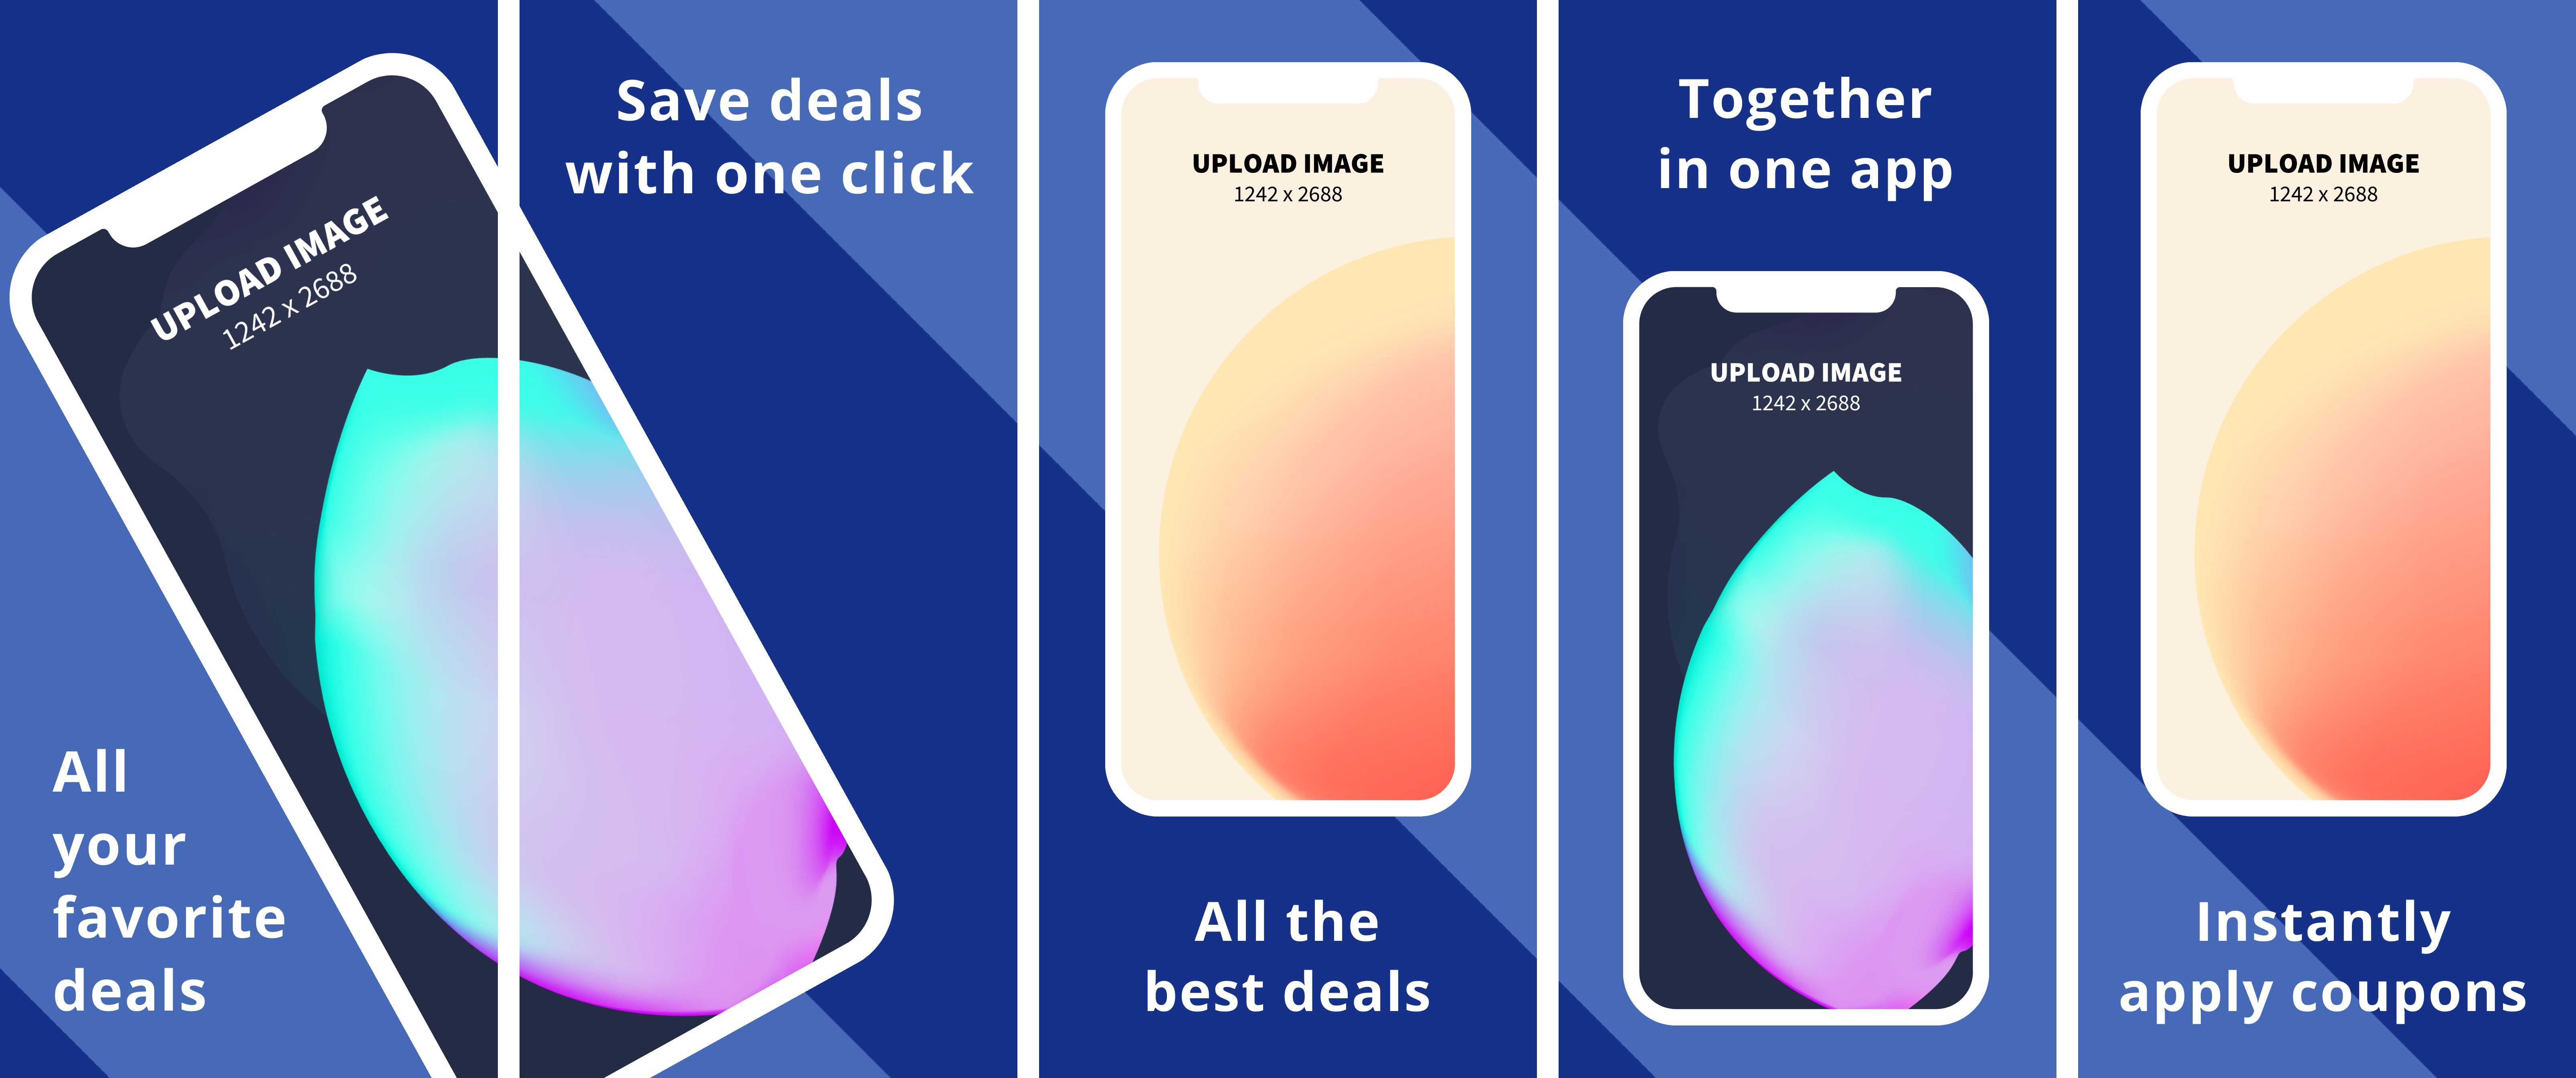 UPLOAD IMAGE
1242 x 2688
All
your
favorite
deals
Save deals
with one click
UPLOAD IMAGE
1242 x 2688
All the
best deals
Together
in one app
UPLOAD IMAGE
1242 x 2688
UPLOAD IMAGE
1242 x 2688
Instantly
apply coupons